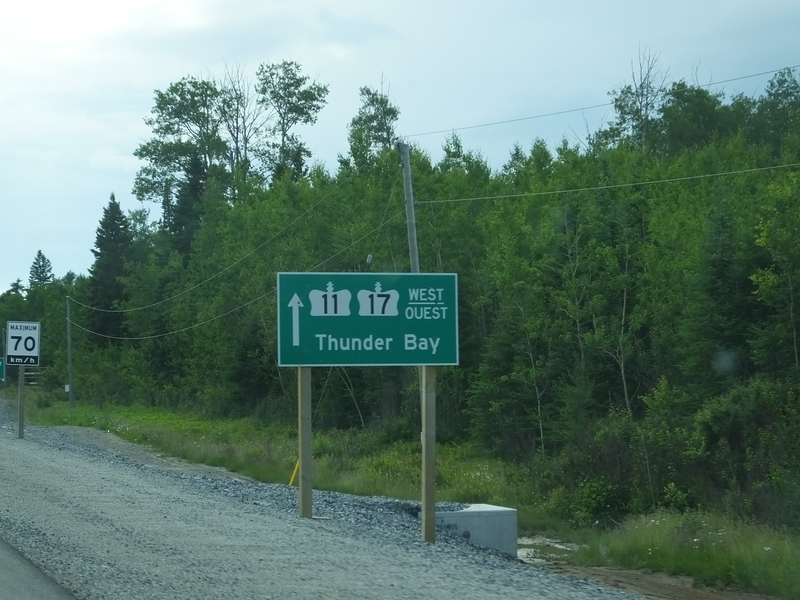 MAXIMUM
70
km/h
11 17 WEST
OUEST
Thunder Bay